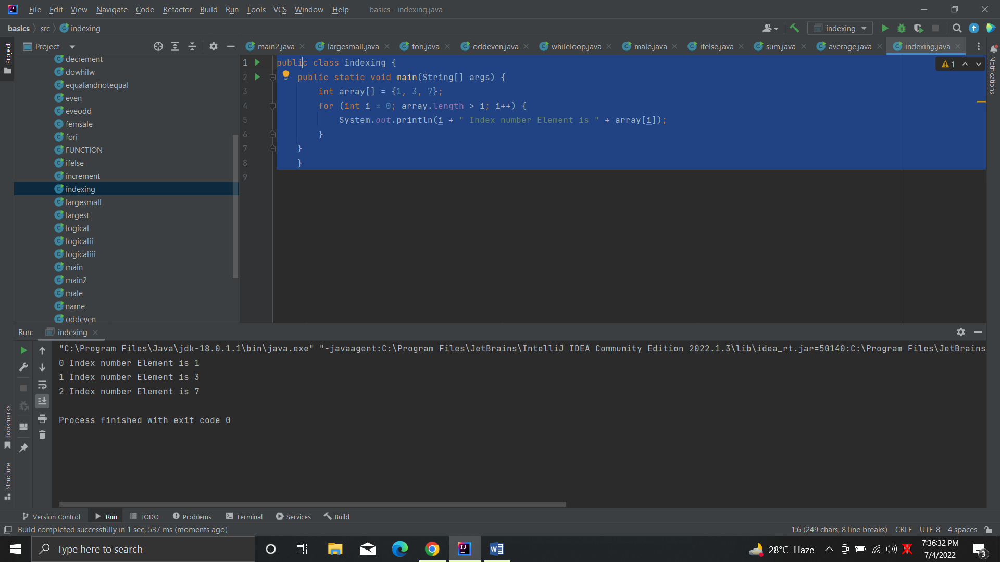 File Edit View Navigate Code Refactor Build Run Tools VCS Window Help basics - indexing.java
basics src indexing indexing
Project main2.java largesmall.java fori.java oddeven.java whileloop.java male.java ifelse.java sum.java average.java indexing.java
Project
Notifications
decrement
dowhilw
equalandnotequal
even
eveodd
femsale
fori
FUNCTION
ifelse
increment
indexing
largesmall
largest
logical
logicalii
logicaliii
main
main2
male
name
oddeven
1 public class indexing {
2 public static void main(String[] args) {
3 int array[] = {1, 3, 7};
4 for (int i = 0; array.length > i; i++) {
5 System.out.println(i + " Index number Element is " + array[i]);
6 }
7 }
8 }
9
1
Run: indexing
"C:\Program Files\Java\jdk-18.0.1.1\bin\java.exe" "-javaagent:C:\Program Files\JetBrains\IntelliJ IDEA Community Edition 2022.1.3\lib\idea_rt.jar=50140:C:\Program Files\JetBrains
0 Index number Element is 1
1 Index number Element is 3
2 Index number Element is 7
Process finished with exit code 0
Bookmarks
Structure
Version Control Run TODO Problems Terminal Services Build
Build completed successfully in 1 sec, 537 ms (moments ago) 1:6 (249 chars, 8 line breaks) CRLF UTF-8 4 spaces
Type here to search 28°C Haze 7:36:32 PM
7/4/2022 3